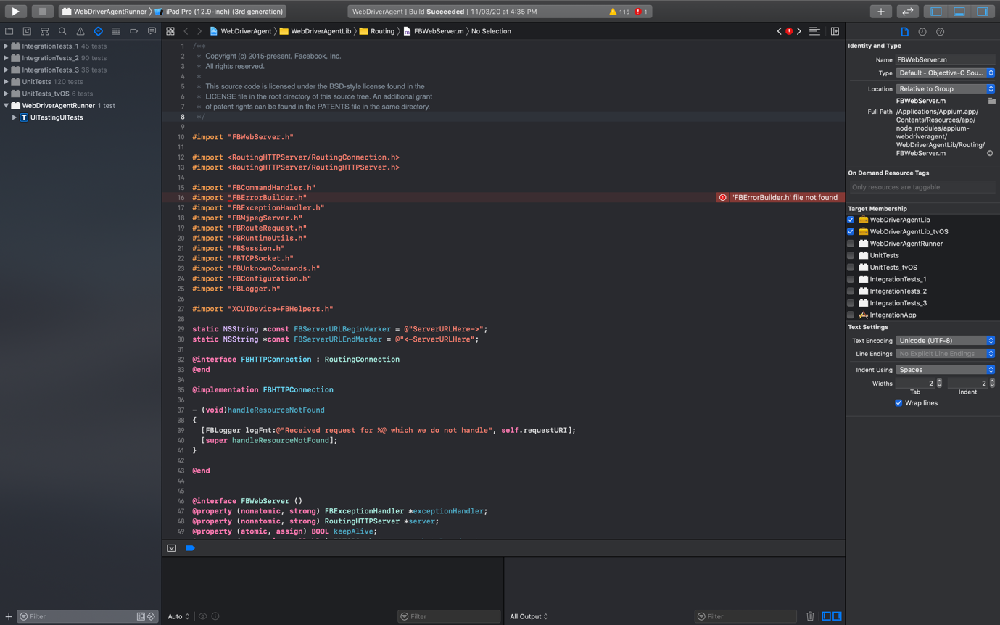 WebDriverAgentRunner
iPad Pro (12.9-inch) (3rd generation)
WebDriverAgent | Build Succeeded | 11/03/20 at 4:35 PM
115
1
WebDriverAgent
WebDriverAgentLib
Routing
FBWebServer.m
No Selection
IntegrationTests_1 45 tests
IntegrationTests_2 90 tests
IntegrationTests_3 36 tests
UnitTests 120 tests
UnitTests_tvOS 6 tests
WebDriverAgentRunner 1 test
T UITestingUITests
Filter
1 /**
2 * Copyright (c) 2015-present, Facebook, Inc.
3 * All rights reserved.
4 *
5 * This source code is licensed under the BSD-style license found in the
6 * LICENSE file in the root directory of this source tree. An additional grant
7 * of patent rights can be found in the PATENTS file in the same directory.
8 */
9
10 #import "FBWebServer.h"
11
12 #import <RoutingHTTPServer/RoutingConnection.h>
13 #import <RoutingHTTPServer/RoutingHTTPServer.h>
14
15 #import "FBCommandHandler.h"
16 #import "FBErrorBuilder.h"
'FBErrorBuilder.h' file not found
17 #import "FBExceptionHandler.h"
18 #import "FBMjpegServer.h"
19 #import "FBRouteRequest.h"
20 #import "FBRuntimeUtils.h"
21 #import "FBSession.h"
22 #import "FBTCPSocket.h"
23 #import "FBUnknownCommands.h"
24 #import "FBConfiguration.h"
25 #import "FBLogger.h"
26
27 #import "XCUIDevice+FBHelpers.h"
28
29 static NSString *const FBServerURLBeginMarker = @"ServerURLHere->";
30 static NSString *const FBServerURLEndMarker = @"<-ServerURLHere";
31
32 @interface FBHTTPConnection : RoutingConnection
33 @end
34
35 @implementation FBHTTPConnection
36
37 - (void)handleResourceNotFound
38 {
39 [FBLogger logFmt:@"Received request for %@ which we do not handle", self.requestURI];
40 [super handleResourceNotFound];
41 }
42
43 @end
44
45
46 @interface FBWebServer ()
47 @property (nonatomic, strong) FBExceptionHandler *exceptionHandler;
48 @property (nonatomic, strong) RoutingHTTPServer *server;
49 @property (atomic, assign) BOOL keepAlive;
Auto
Filter
All Output
Filter
Identity and Type
Name FBWebServer.m
Type Default - Objective-C Sou...
Location Relative to Group
FBWebServer.m
Full Path /Applications/Appium.app/
Contents/Resources/app/
node_modules/appium-
webdriveragent/
WebDriverAgentLib/Routing/
FBWebServer.m
On Demand Resource Tags
Only resources are taggable
Target Membership
WebDriverAgentLib
WebDriverAgentLib_tvOS
WebDriverAgentRunner
UnitTests
UnitTests_tvOS
IntegrationTests_1
IntegrationTests_2
IntegrationTests_3
IntegrationApp
Text Settings
Text Encoding Unicode (UTF-8)
Line Endings No Explicit Line Endings
Indent Using Spaces
Widths 2 2
Tab Indent
Wrap lines